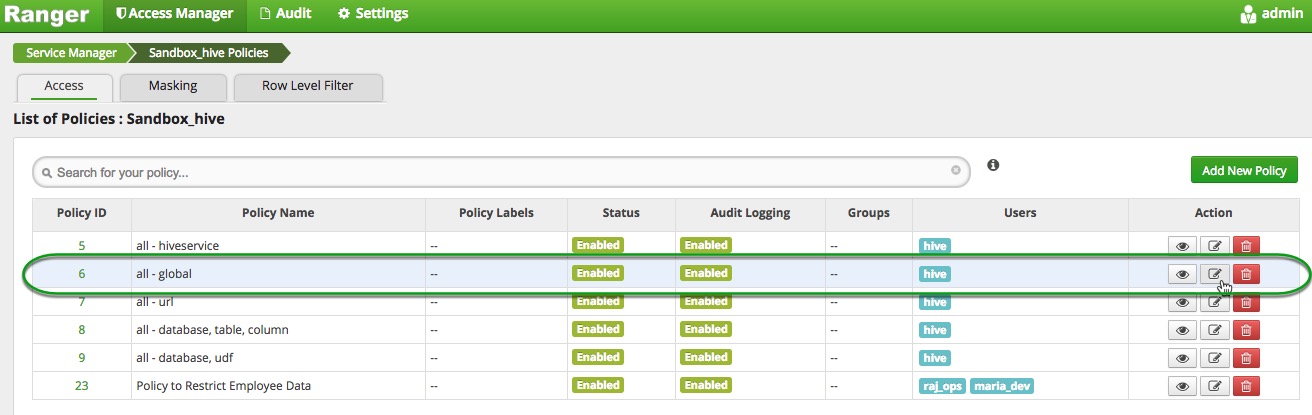 Ranger Access Manager Audit Settings admin
Service Manager Sandbox_hive Policies
Access Masking Row Level Filter
List of Policies : Sandbox_hive
Search for your policy... Add New Policy
Policy ID Policy Name Policy Labels Status Audit Logging Groups Users Action
5 all - hiveservice -- Enabled Enabled -- hive
6 all - global -- Enabled Enabled -- hive
7 all - url -- Enabled Enabled -- hive
8 all - database, table, column -- Enabled Enabled -- hive
9 all - database, udf -- Enabled Enabled -- hive
23 Policy to Restrict Employee Data -- Enabled Enabled -- raj_ops maria_dev